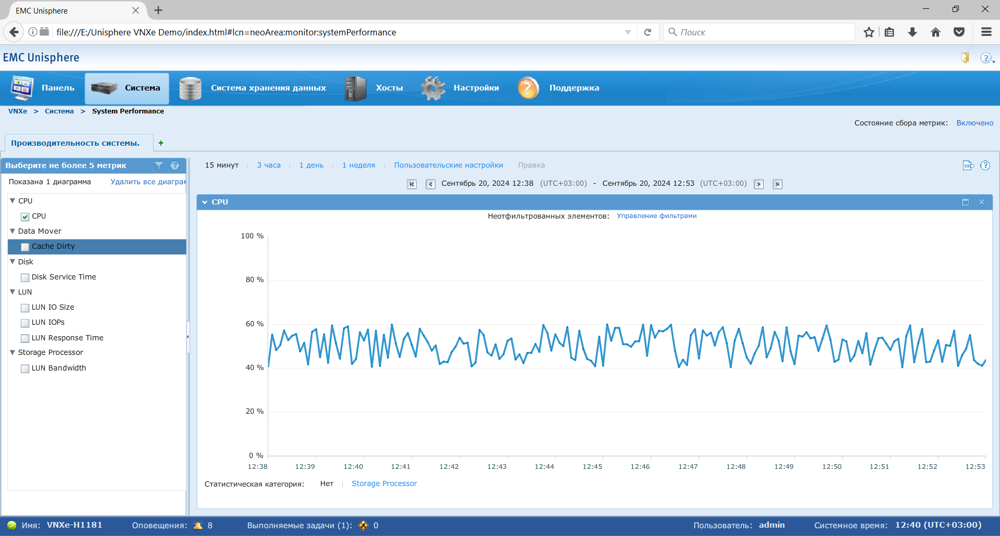 EMC Unisphere
file:///E:/Unisphere VNXe Demo/index.html#lcn=neoArea:monitor:systemPerformance
Поиск
EMC Unisphere
Панель
Система
Система хранения данных
Хосты
Настройки
Поддержка
VNXe > Система > System Performance
Состояние сбора метрик: Включено
Производительность системы.
Выберите не более 5 метрик
Показана 1 диаграмма
Удалить все диаграм
CPU
CPU
Data Mover
Cache Dirty
Disk
Disk Service Time
LUN
LUN IO Size
LUN IOPs
LUN Response Time
Storage Processor
LUN Bandwidth
15 минут | 3 часа | 1 день | 1 неделя | Пользовательские настройки Правка
Сентябрь 20, 2024 12:38 (UTC+03:00) - Сентябрь 20, 2024 12:53 (UTC+03:00)
CPU
Неотфильтрованных элементов: Управление фильтрами
100 %
80 %
60 %
40 %
20 %
0 %
12:38 12:39 12:40 12:41 12:42 12:43 12:44 12:45 12:46 12:47 12:48 12:49 12:50 12:51 12:52 12:53
Статистическая категория: Нет | Storage Processor
Имя: VNXe-H1181 Оповещения: 8 Выполняемые задачи (1): 0 Пользователь: admin Системное время: 12:40 (UTC+03:00)